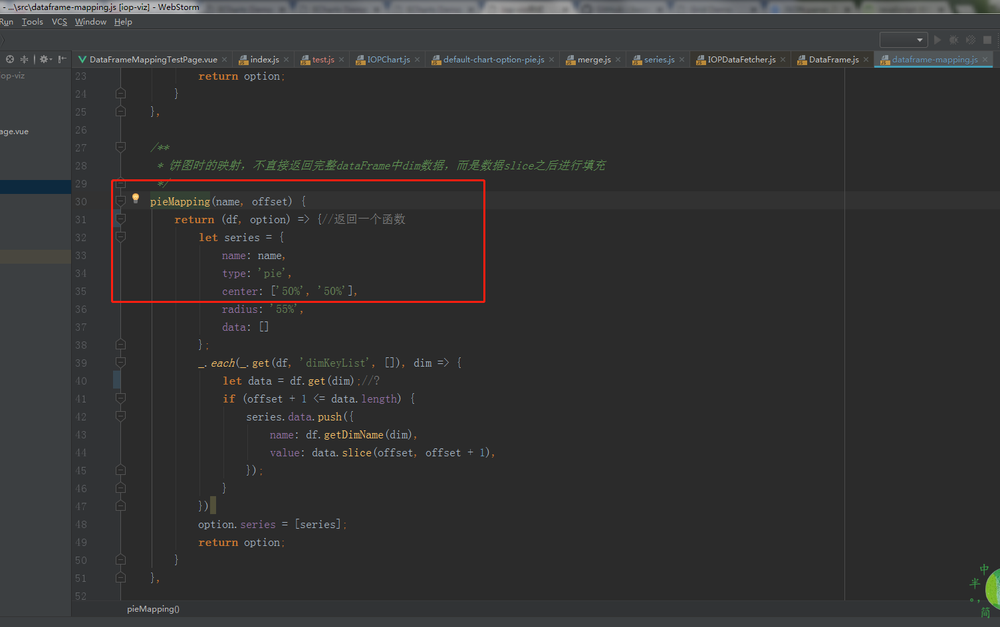 - ...\src\dataframe-mapping.js [iop-viz] - WebStorm
Run Tools VCS Window Help
DataFrameMappingTestPage.vue index.js test.js IOPChart.js default-chart-option-pie.js merge.js series.js IOPDataFetcher.js DataFrame.js dataframe-mapping.js
iop-viz
age.vue
23 return option;
24 }
25 },
26
27 /**
28 * 饼图时的映射，不直接返回完整dataFrame中dim数据，而是数据slice之后进行填充
29 */
30 pieMapping(name, offset) {
31 return (df, option) => {//返回一个函数
32 let series = {
33 name: name,
34 type: 'pie',
35 center: ['50%', '50%'],
36 radius: '55%',
37 data: []
38 };
39 _.each(_.get(df, 'dimKeyList', []), dim => {
40 let data = df.get(dim);//?
41 if (offset + 1 <= data.length) {
42 series.data.push({
43 name: df.getDimName(dim),
44 value: data.slice(offset, offset + 1),
45 });
46 }
47 })
48 option.series = [series];
49 return option;
50 }
51 },
52
pieMapping()
中
半
。，
简